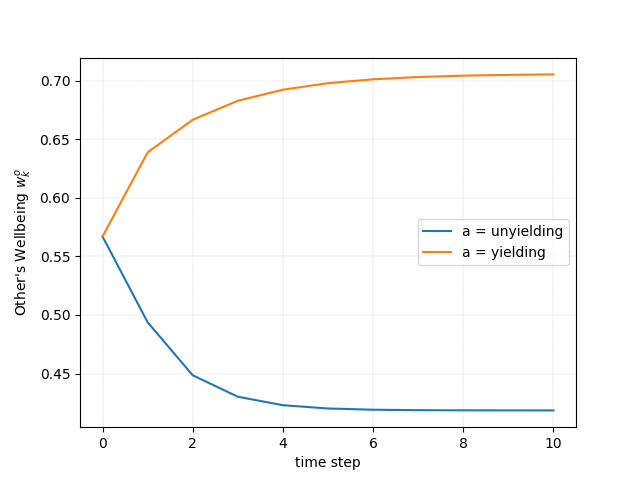 0.70
0.65
0.60
0.55
0.50
0.45
Other's Wellbeing $w_k^o$
a = unyielding
a = yielding
0 2 4 6 8 10
time step